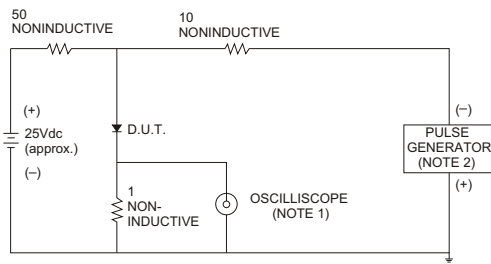 50
NONINDUCTIVE
10
NONINDUCTIVE
(+)
25Vdc
(approx.)
(–)
D.U.T.
1
NON-
INDUCTIVE
OSCILLISCOPE
(NOTE 1)
(–)
PULSE
GENERATOR
(NOTE 2)
(+)